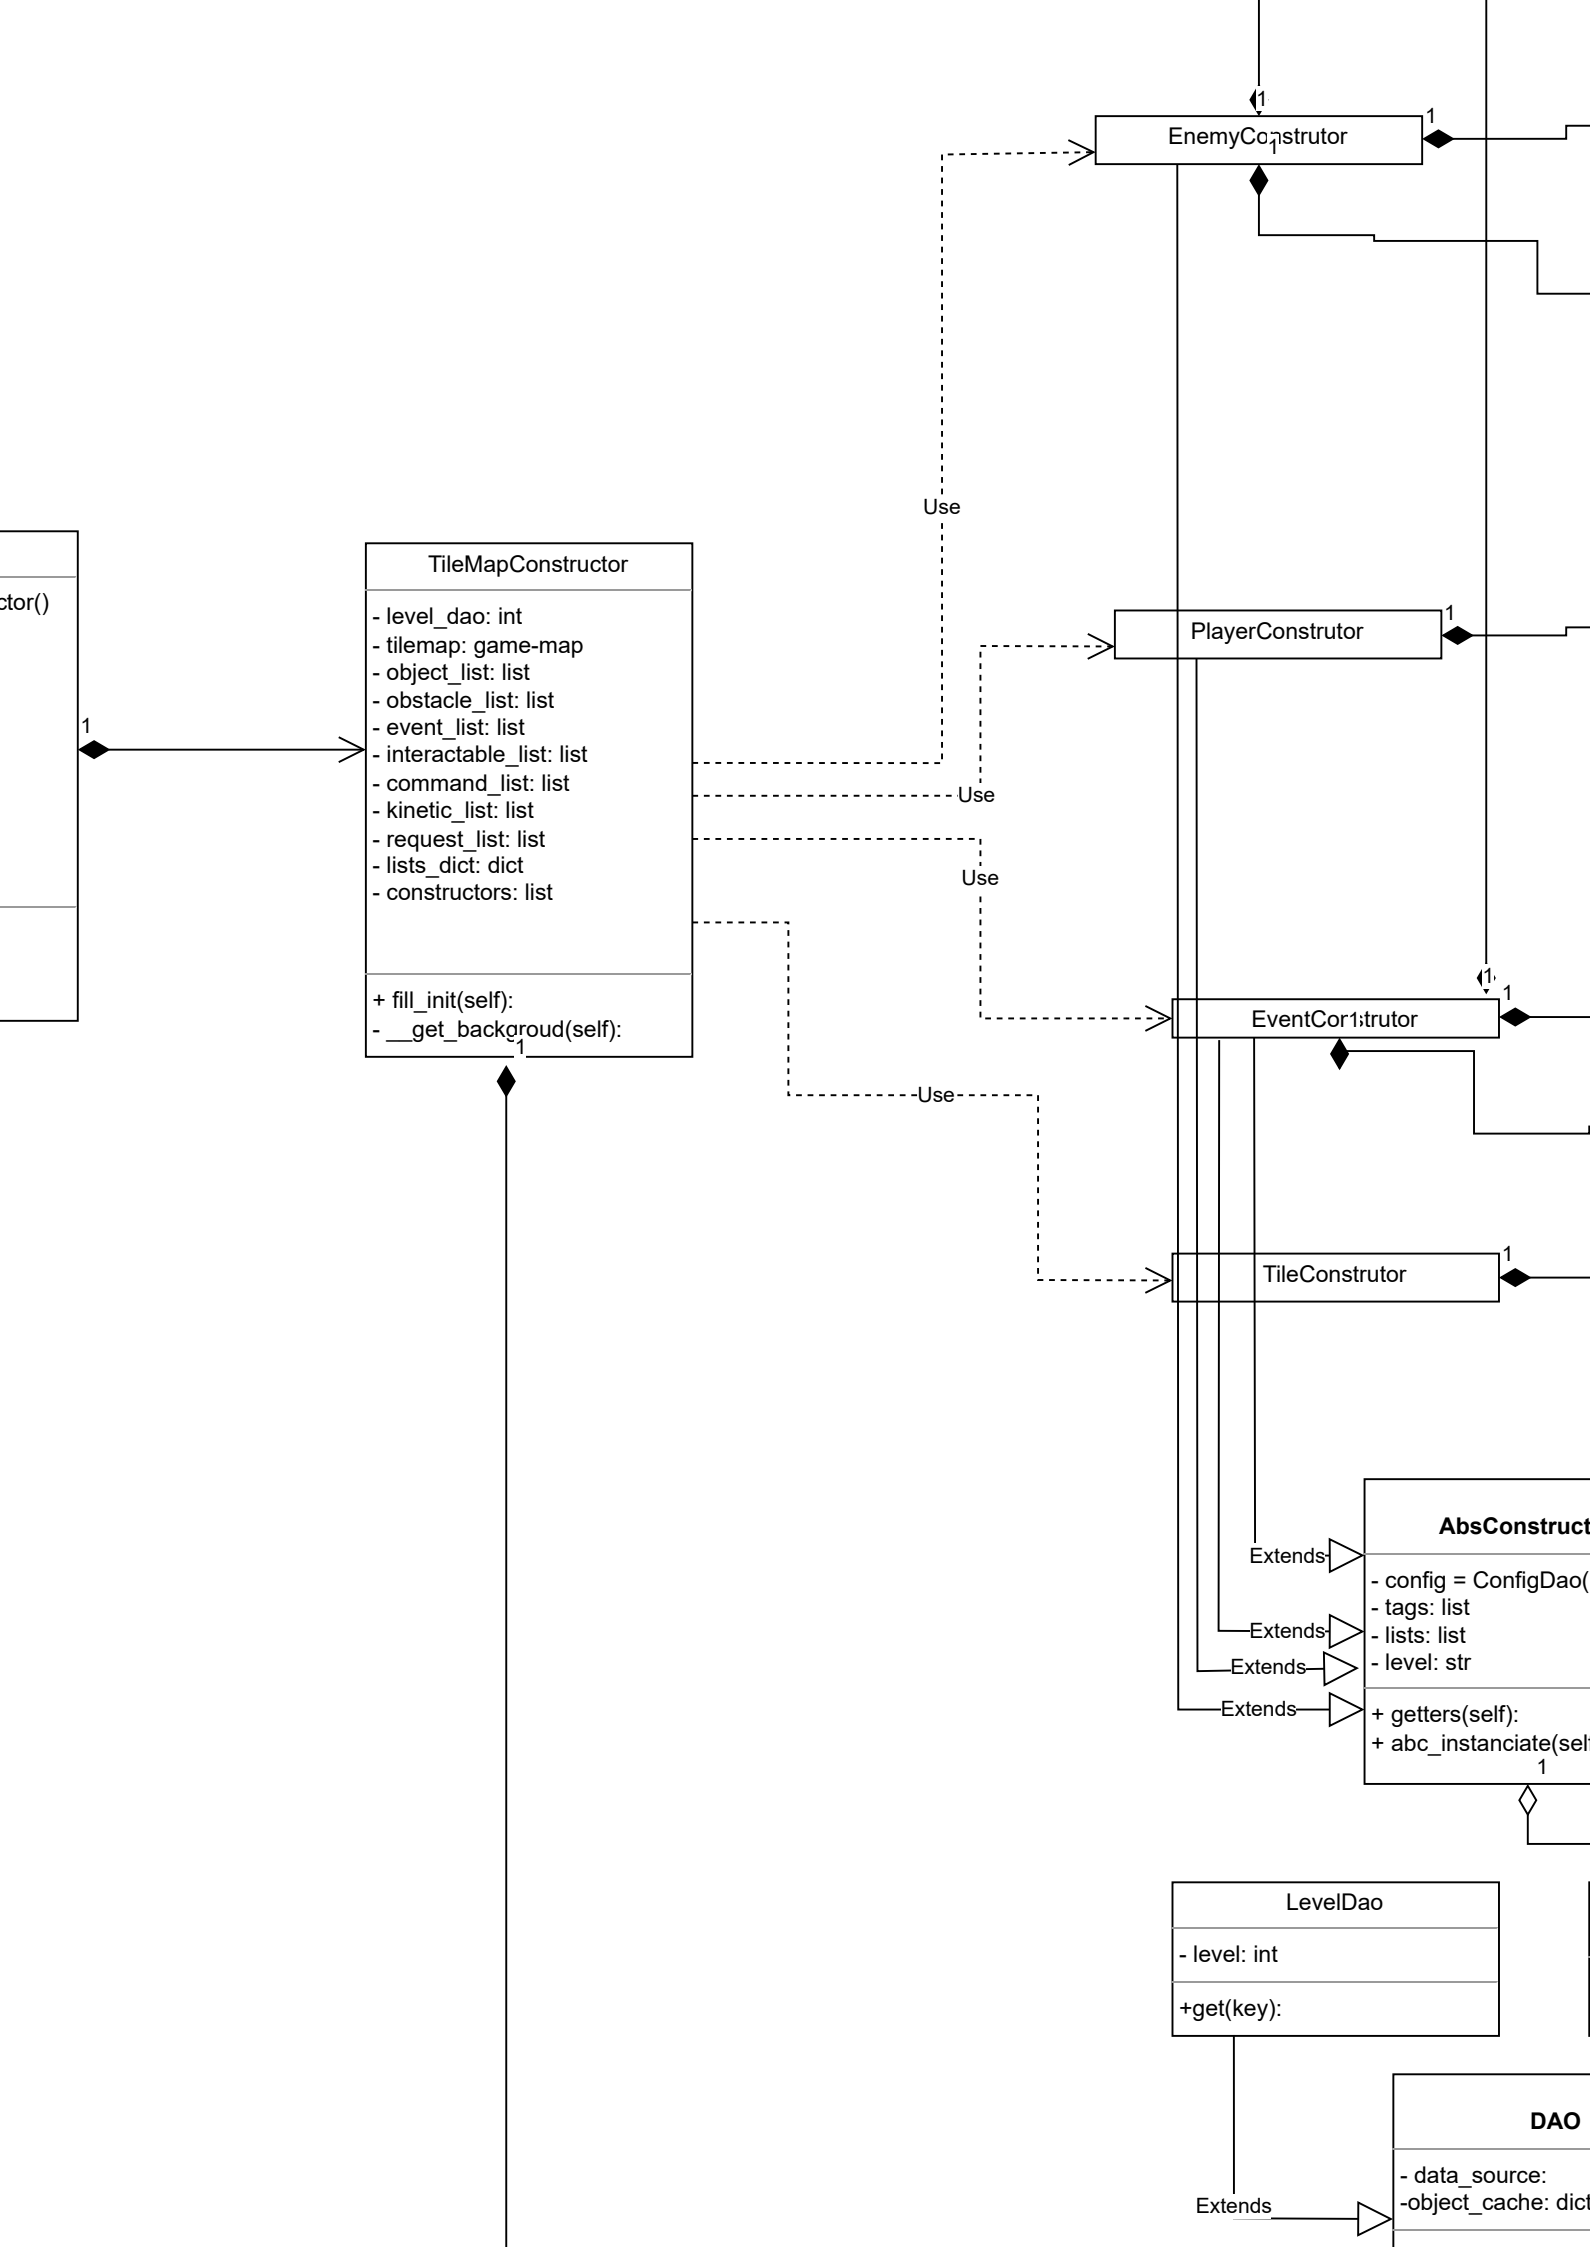 1
EnemyConstrutor
1
1
Use
ctor()
1
TileMapConstructor
- level_dao: int
- tilemap: game-map
- object_list: list
- obstacle_list: list
- event_list: list
- interactable_list: list
- command_list: list
- kinetic_list: list
- request_list: list
- lists_dict: dict
- constructors: list
+ fill_init(self):
- __get_backgroud(self):
1
PlayerConstrutor
1
Use
Use
1
EventConstrutor
1
1
Use
TileConstrutor
1
AbsConstruct
- config = ConfigDao(
- tags: list
- lists: list
- level: str
+ getters(self):
+ abc_instanciate(self
1
Extends
Extends
Extends
Extends
LevelDao
- level: int
+get(key):
Extends
DAO
- data_source:
-object_cache: dict